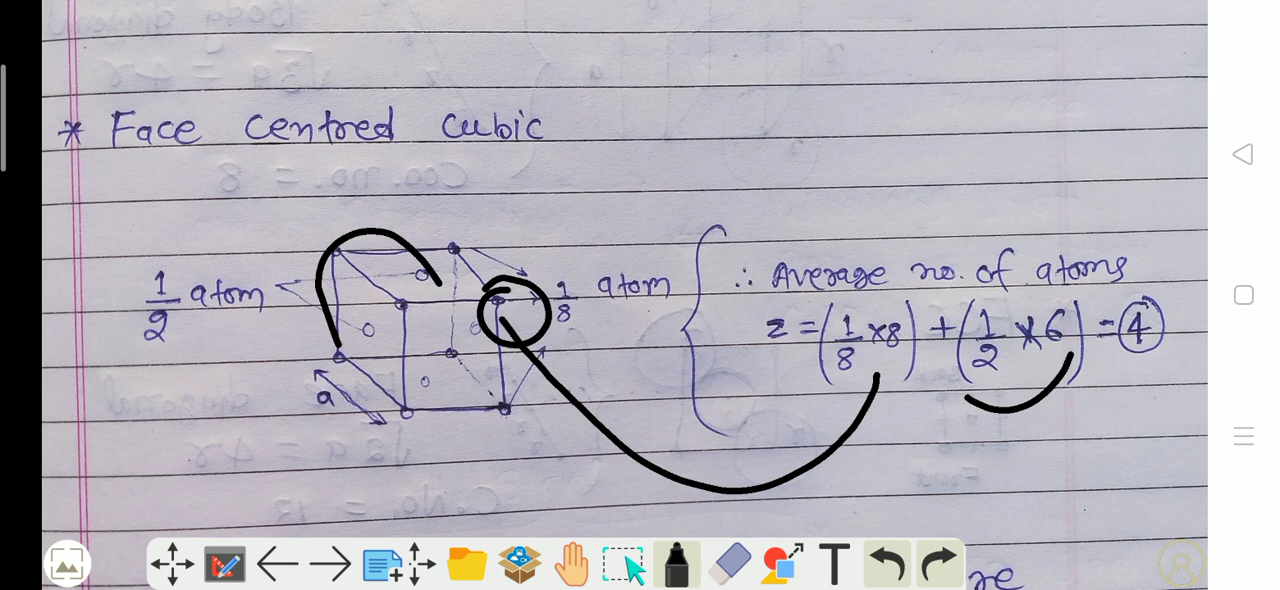 * Face centred cubic
1/2 atom
1/8 atom
a
∴ Average no. of atoms
z = (1/8 × 8) + (1/2 × 6) = 4
T
re